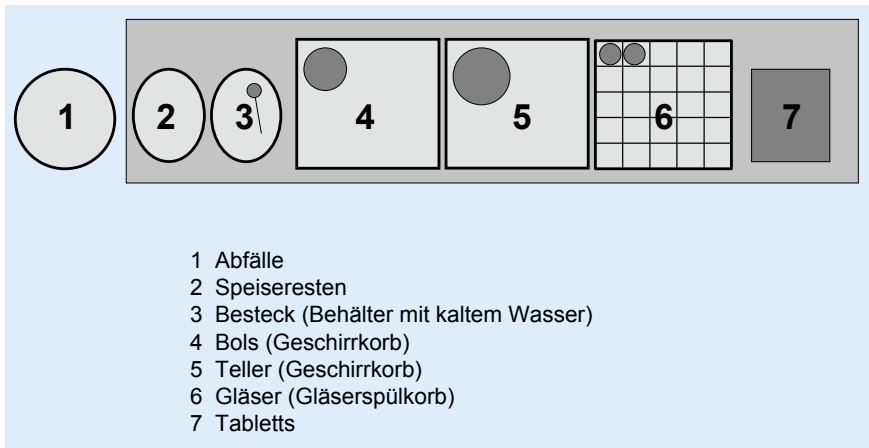 1 2 3 4 5 6 7
1 Abfälle
2 Speiseresten
3 Besteck (Behälter mit kaltem Wasser)
4 Bols (Geschirrkorb)
5 Teller (Geschirrkorb)
6 Gläser (Gläserspülkorb)
7 Tabletts